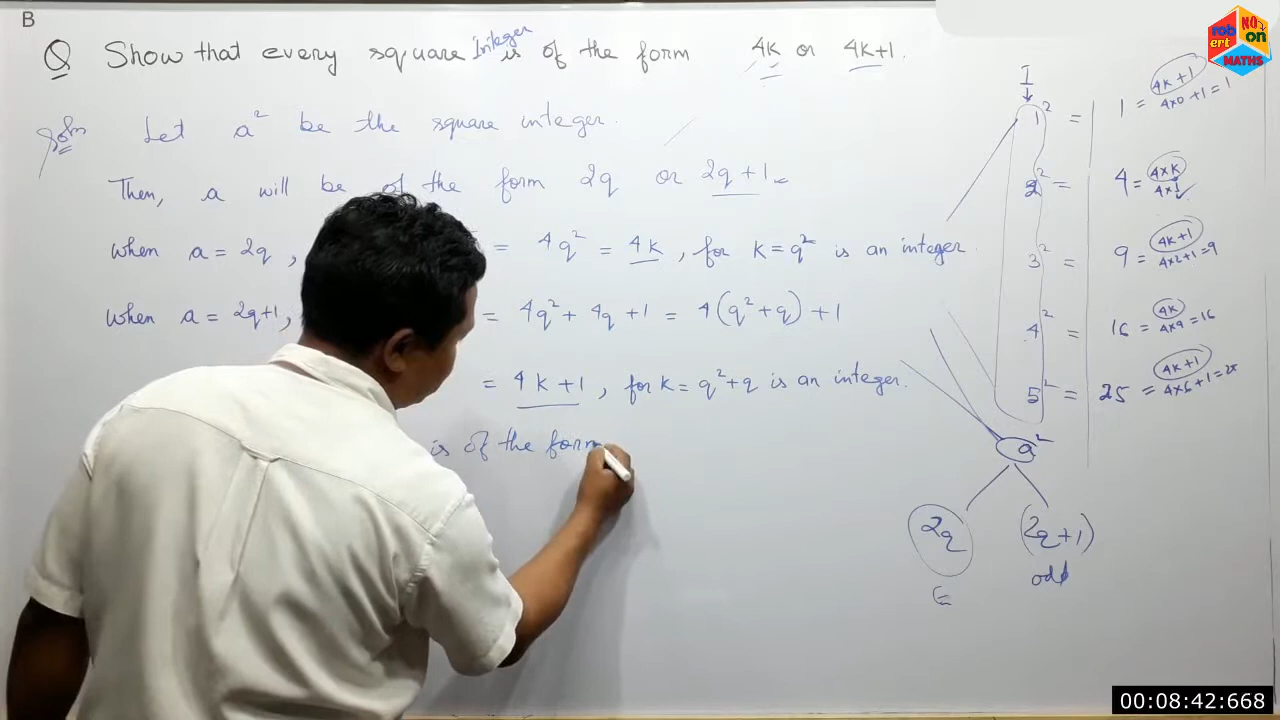 B
Q Show that every square Integer is of the form 4k or 4k+1.
Soln Let a² be the square integer.
Then, a will be of the form 2q or 2q+1.
When a = 2q, = 4q² = 4k, for k=q² is an integer.
When a = 2q+1, = 4q² + 4q +1 = 4(q²+q)+1
= 4k+1, for k = q²+q is an integer.
is of the form
I
1² = 1 = 4k+1
4×0+1=1
2² = 4 = 4×k
4×1
3² = 9 = 4k+1
4×2+1=9
4² = 16 = 4k
4×4=16
5² = 25 = 4k+1
4×6+1=25
a²
2q (2q+1)
E odd
robert NO on
MATHS
00:08:42:668